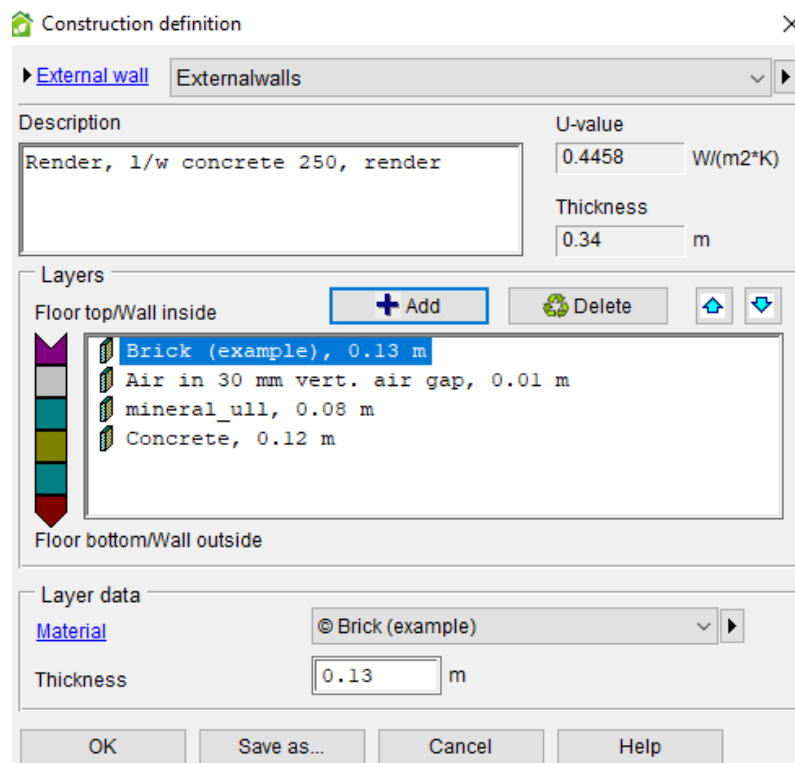 Construction definition
External wall Externalwalls
Description
U-value
Render, l/w concrete 250, render
0.4458 W/(m2*K)
Thickness
0.34 m
Layers
Floor top/Wall inside
Add Delete
Brick (example), 0.13 m
Air in 30 mm vert. air gap, 0.01 m
mineral_ull, 0.08 m
Concrete, 0.12 m
Floor bottom/Wall outside
Layer data
Material © Brick (example)
Thickness 0.13 m
OK Save as... Cancel Help